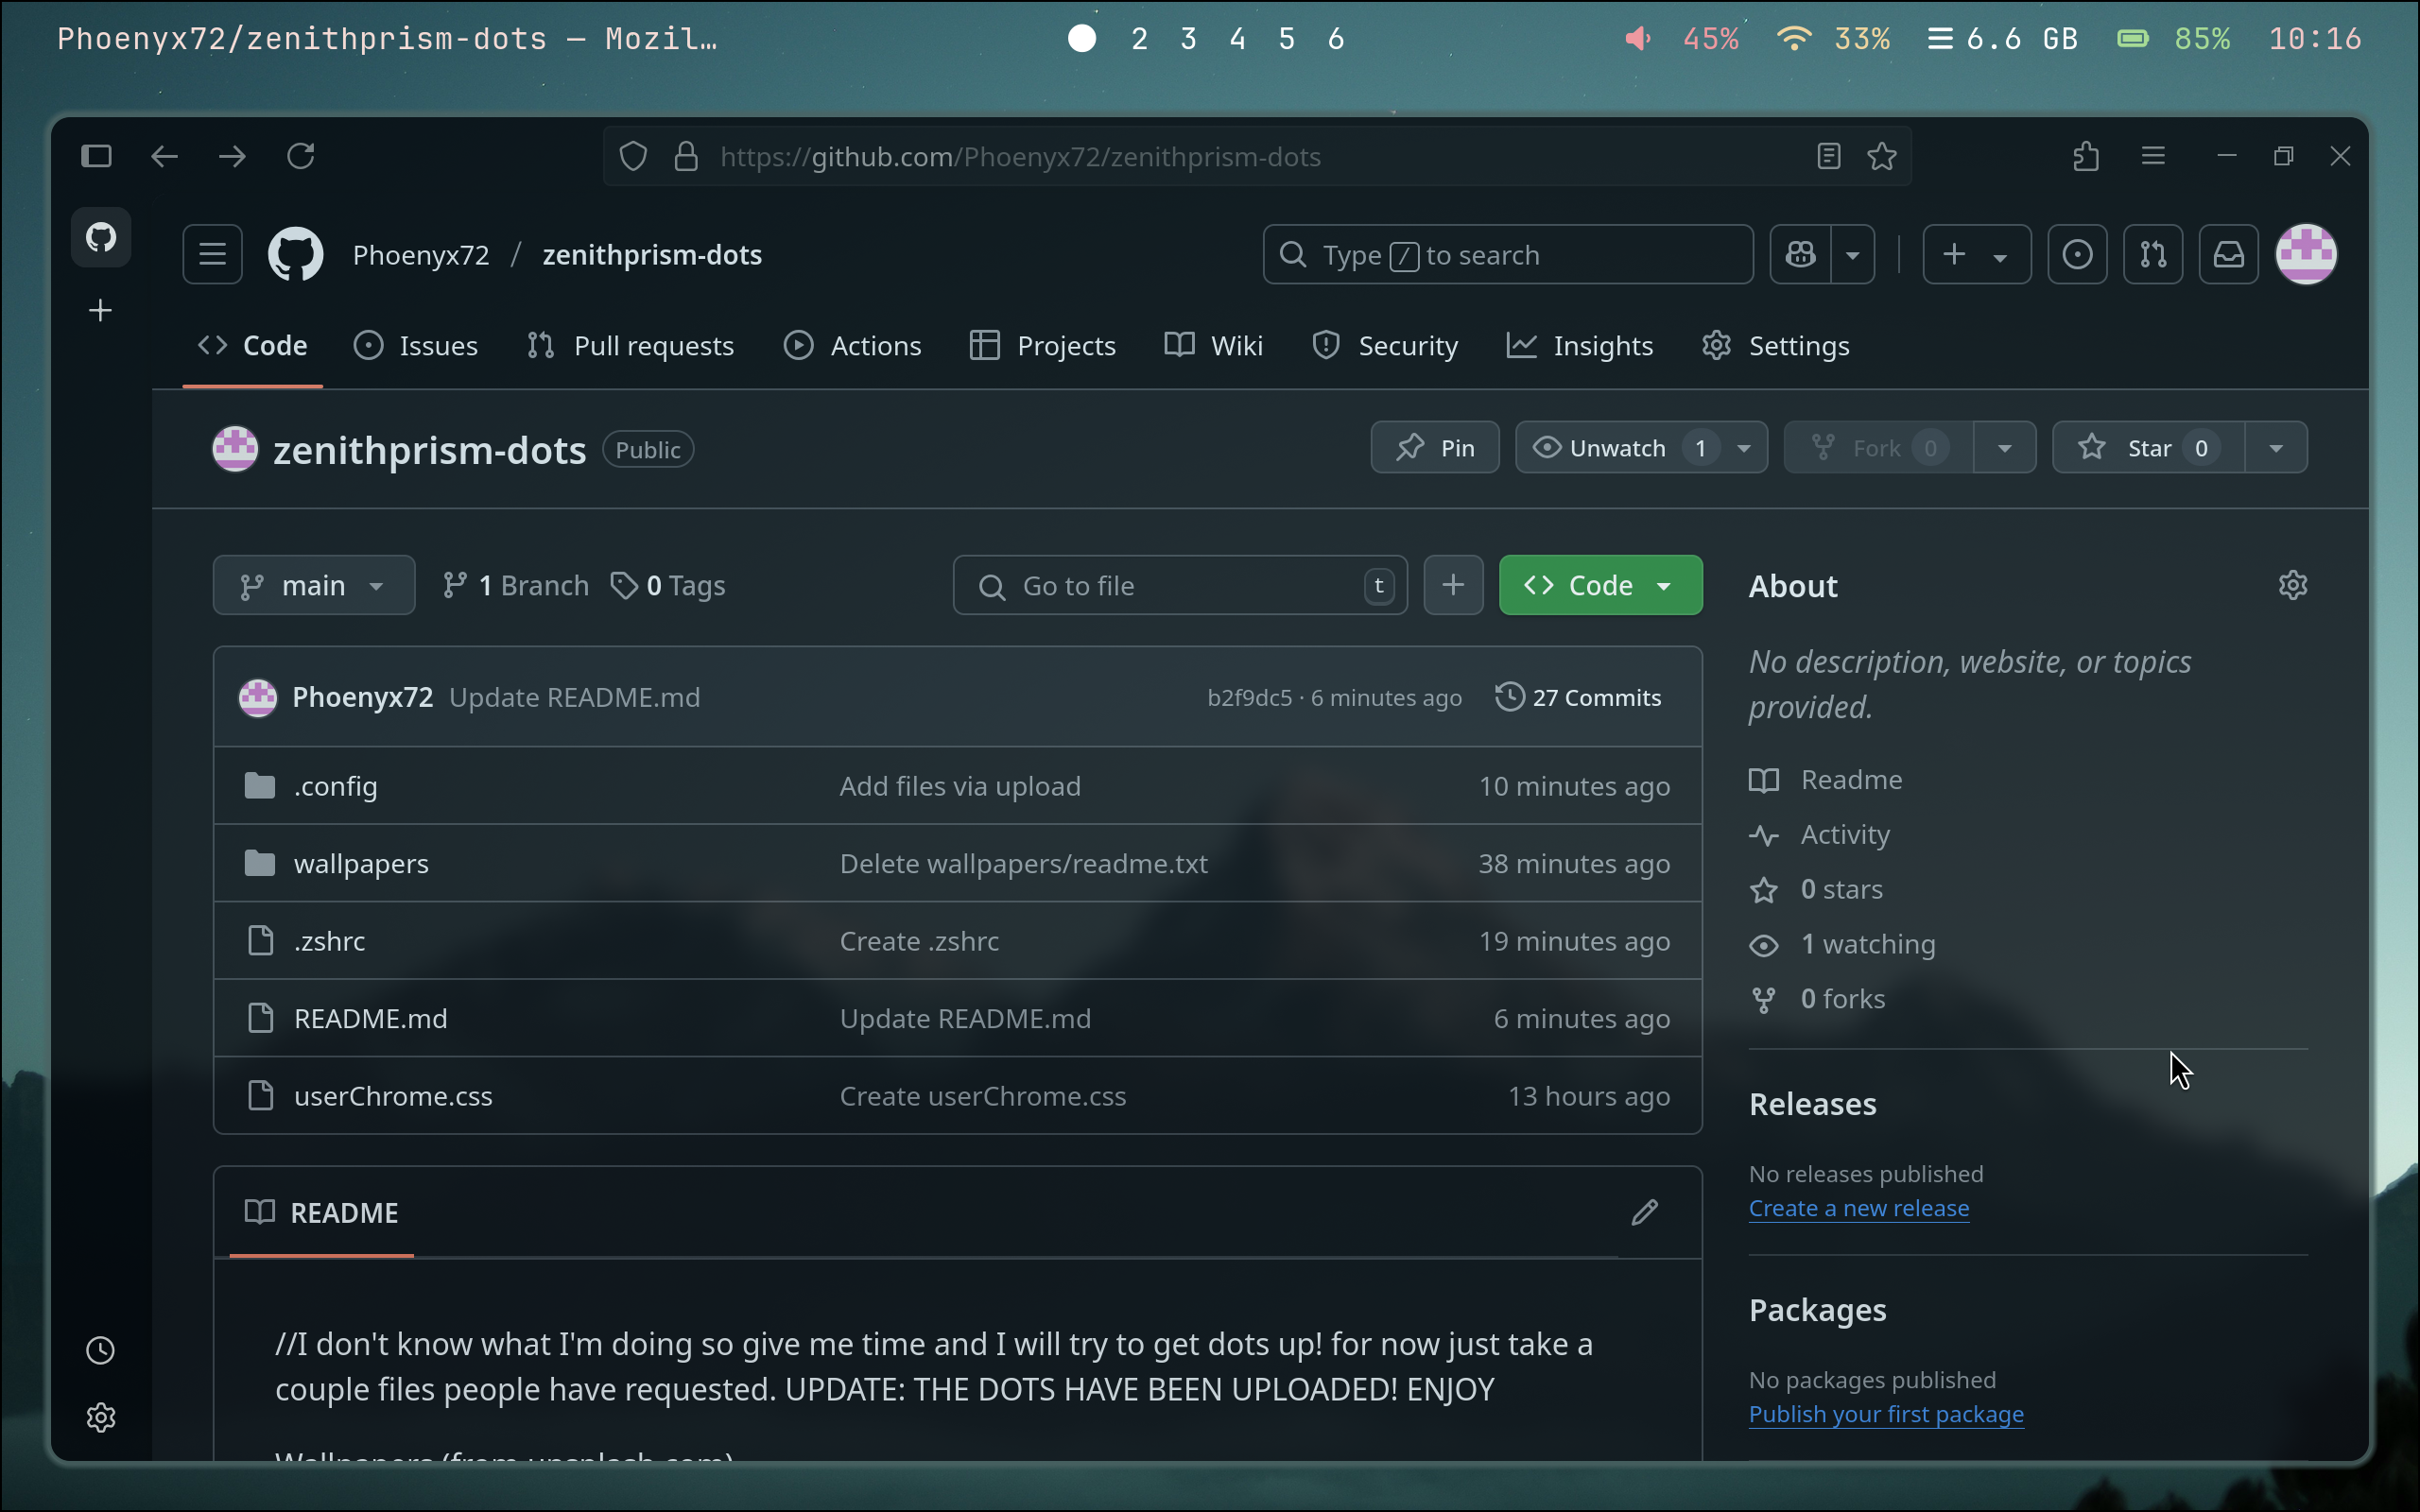 Phoenyx72/zenithprism-dots — Mozil… 2 3 4 5 6 45% 33% 6.6 GB 85% 10:16
https://github.com/Phoenyx72/zenithprism-dots
Phoenyx72 / zenithprism-dots Type / to search
Code Issues Pull requests Actions Projects Wiki Security Insights Settings
zenithprism-dots Public Pin Unwatch 1 Fork 0 Star 0
main 1 Branch 0 Tags Go to file t Code
Phoenyx72 Update README.md b2f9dc5 · 6 minutes ago 27 Commits
.config Add files via upload 10 minutes ago
wallpapers Delete wallpapers/readme.txt 38 minutes ago
.zshrc Create .zshrc 19 minutes ago
README.md Update README.md 6 minutes ago
userChrome.css Create userChrome.css 13 hours ago
README
//I don't know what I'm doing so give me time and I will try to get dots up! for now just take a
couple files people have requested. UPDATE: THE DOTS HAVE BEEN UPLOADED! ENJOY
Wallpapers (from unsplash.com)
About
No description, website, or topics
provided.
Readme
Activity
0 stars
1 watching
0 forks
Releases
No releases published
Create a new release
Packages
No packages published
Publish your first package